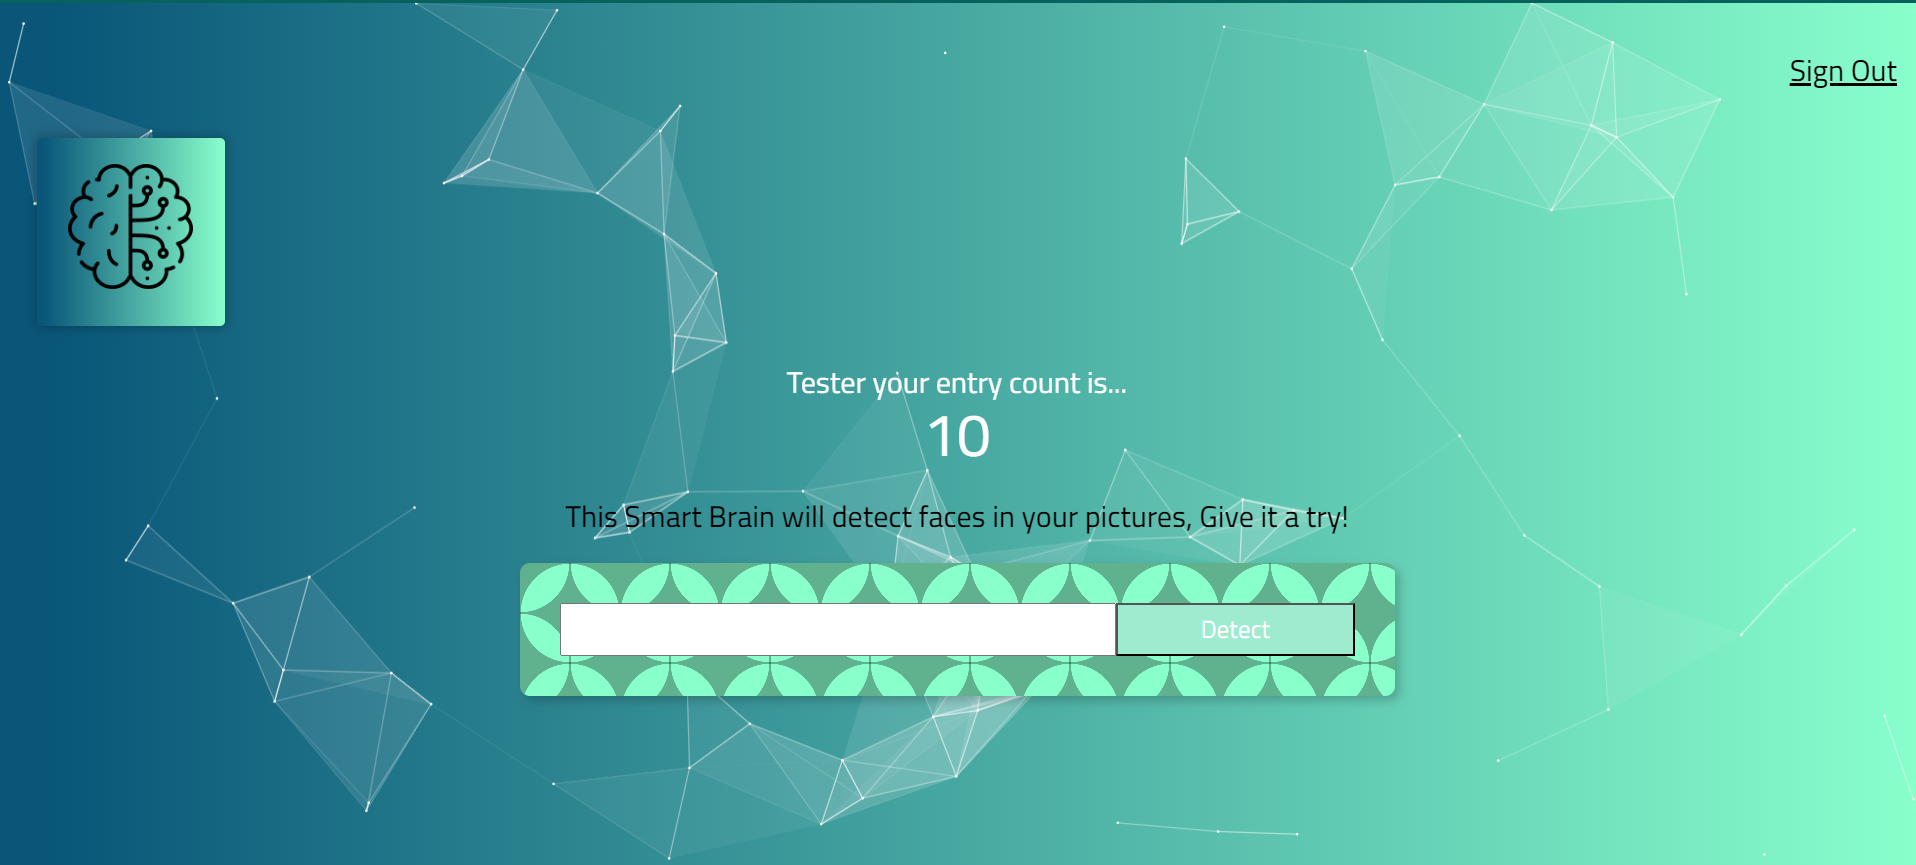 Sign Out
Tester your entry count is...
10
This Smart Brain will detect faces in your pictures, Give it a try!
Detect